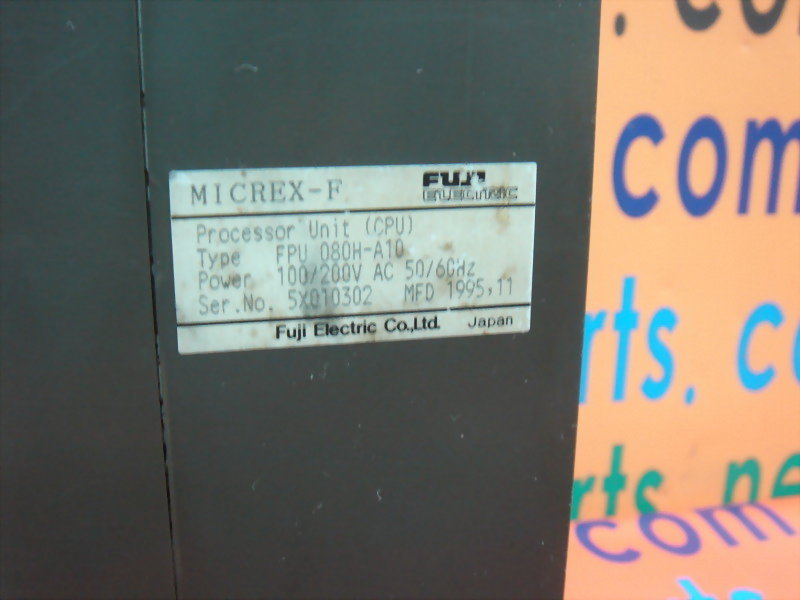 MICREX-F
FUJI
ELECTRIC
Processor Unit (CPU)
Type FPU 080H-A10
Power 100/200V AC 50/60Hz
Ser.No. 5X010302 MFD 1995,11
Fuji Electric Co.,Ltd. Japan
. co
com
rts. co
rts. ne
com